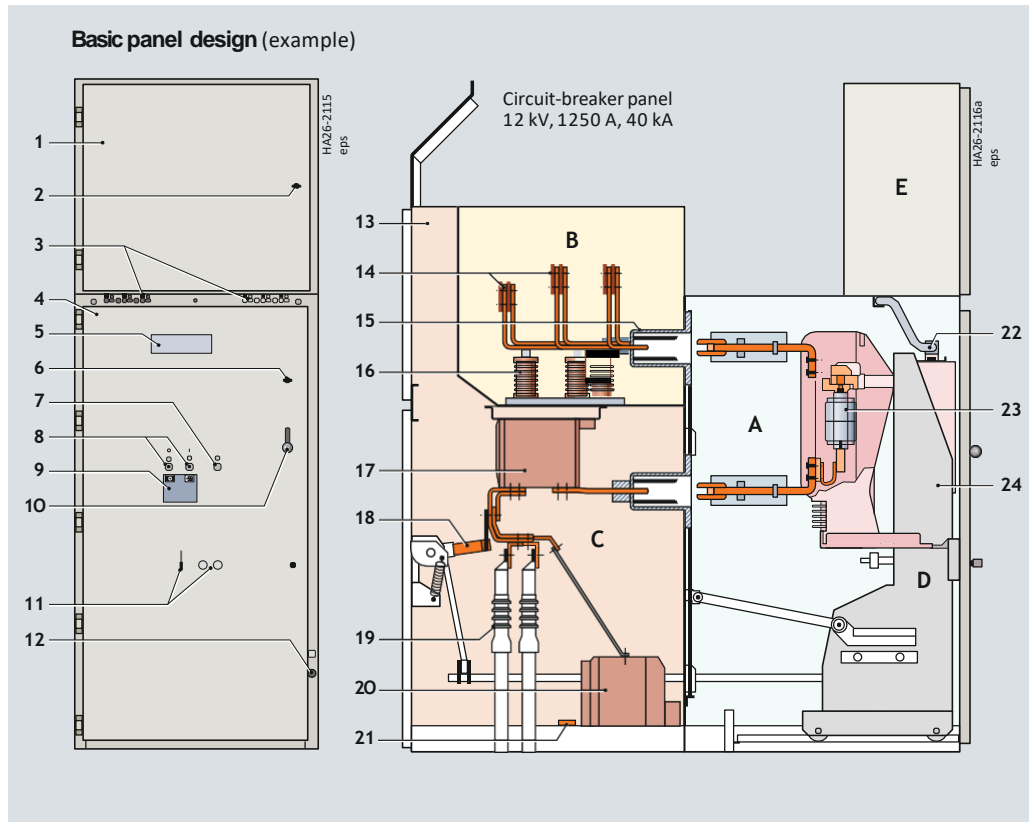 Basic panel design (example)
Circuit-breaker panel
12 kV, 1250 A, 40 kA
HA26-2115
eps
HA26-2116a
eps
1
2
3
4
5
6
7
8
9
10
11
12
13
14
15
16
17
18
19
20
21
22
23
24
A
B
C
D
E